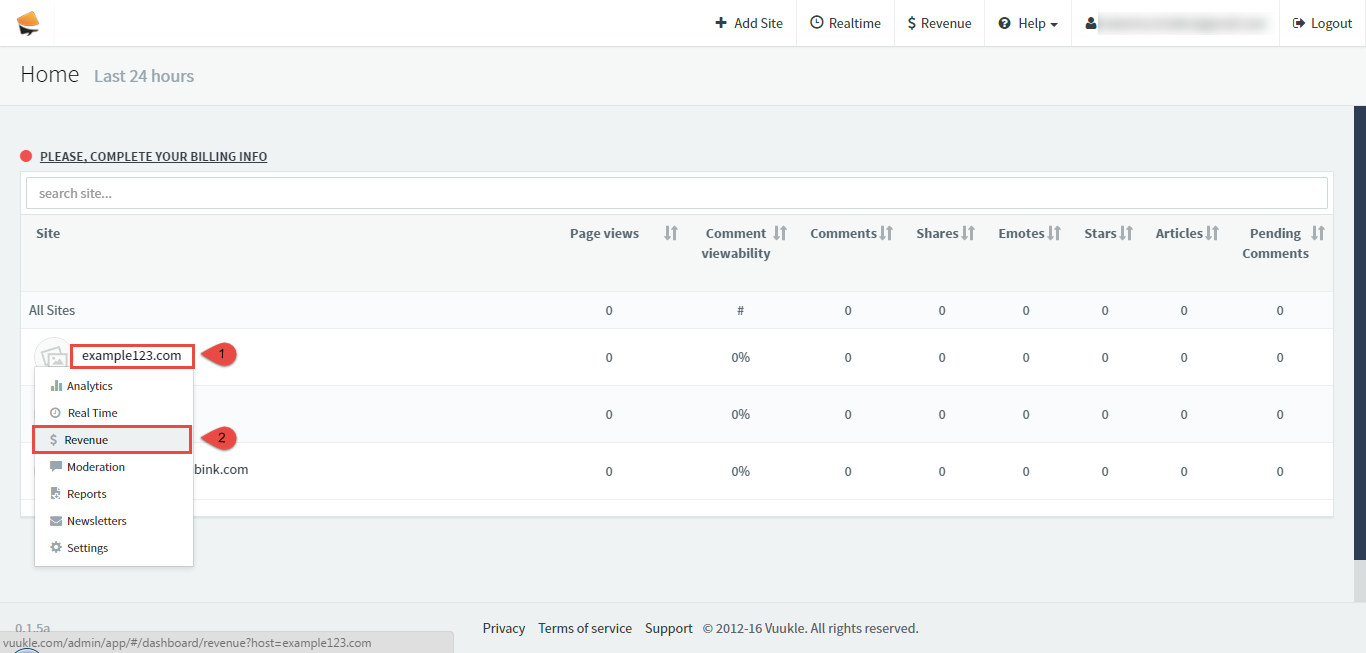 Add Site Realtime $ Revenue Help Logout
Home Last 24 hours
PLEASE, COMPLETE YOUR BILLING INFO
search site...
Site Page views Comment viewability Comments Shares Emotes Stars Articles Pending Comments
All Sites 0 # 0 0 0 0 0 0
example123.com 1 0 0% 0 0 0 0 0 0
Analytics
Real Time
0 0% 0 0 0 0 0 0
$ Revenue 2
Moderation
bink.com 0 0% 0 0 0 0 0 0
Reports
Newsletters
Settings
0.1.5a
Privacy Terms of service Support © 2012-16 Vuukle. All rights reserved.
vuukle.com/admin/app/#/dashboard/revenue?host=example123.com